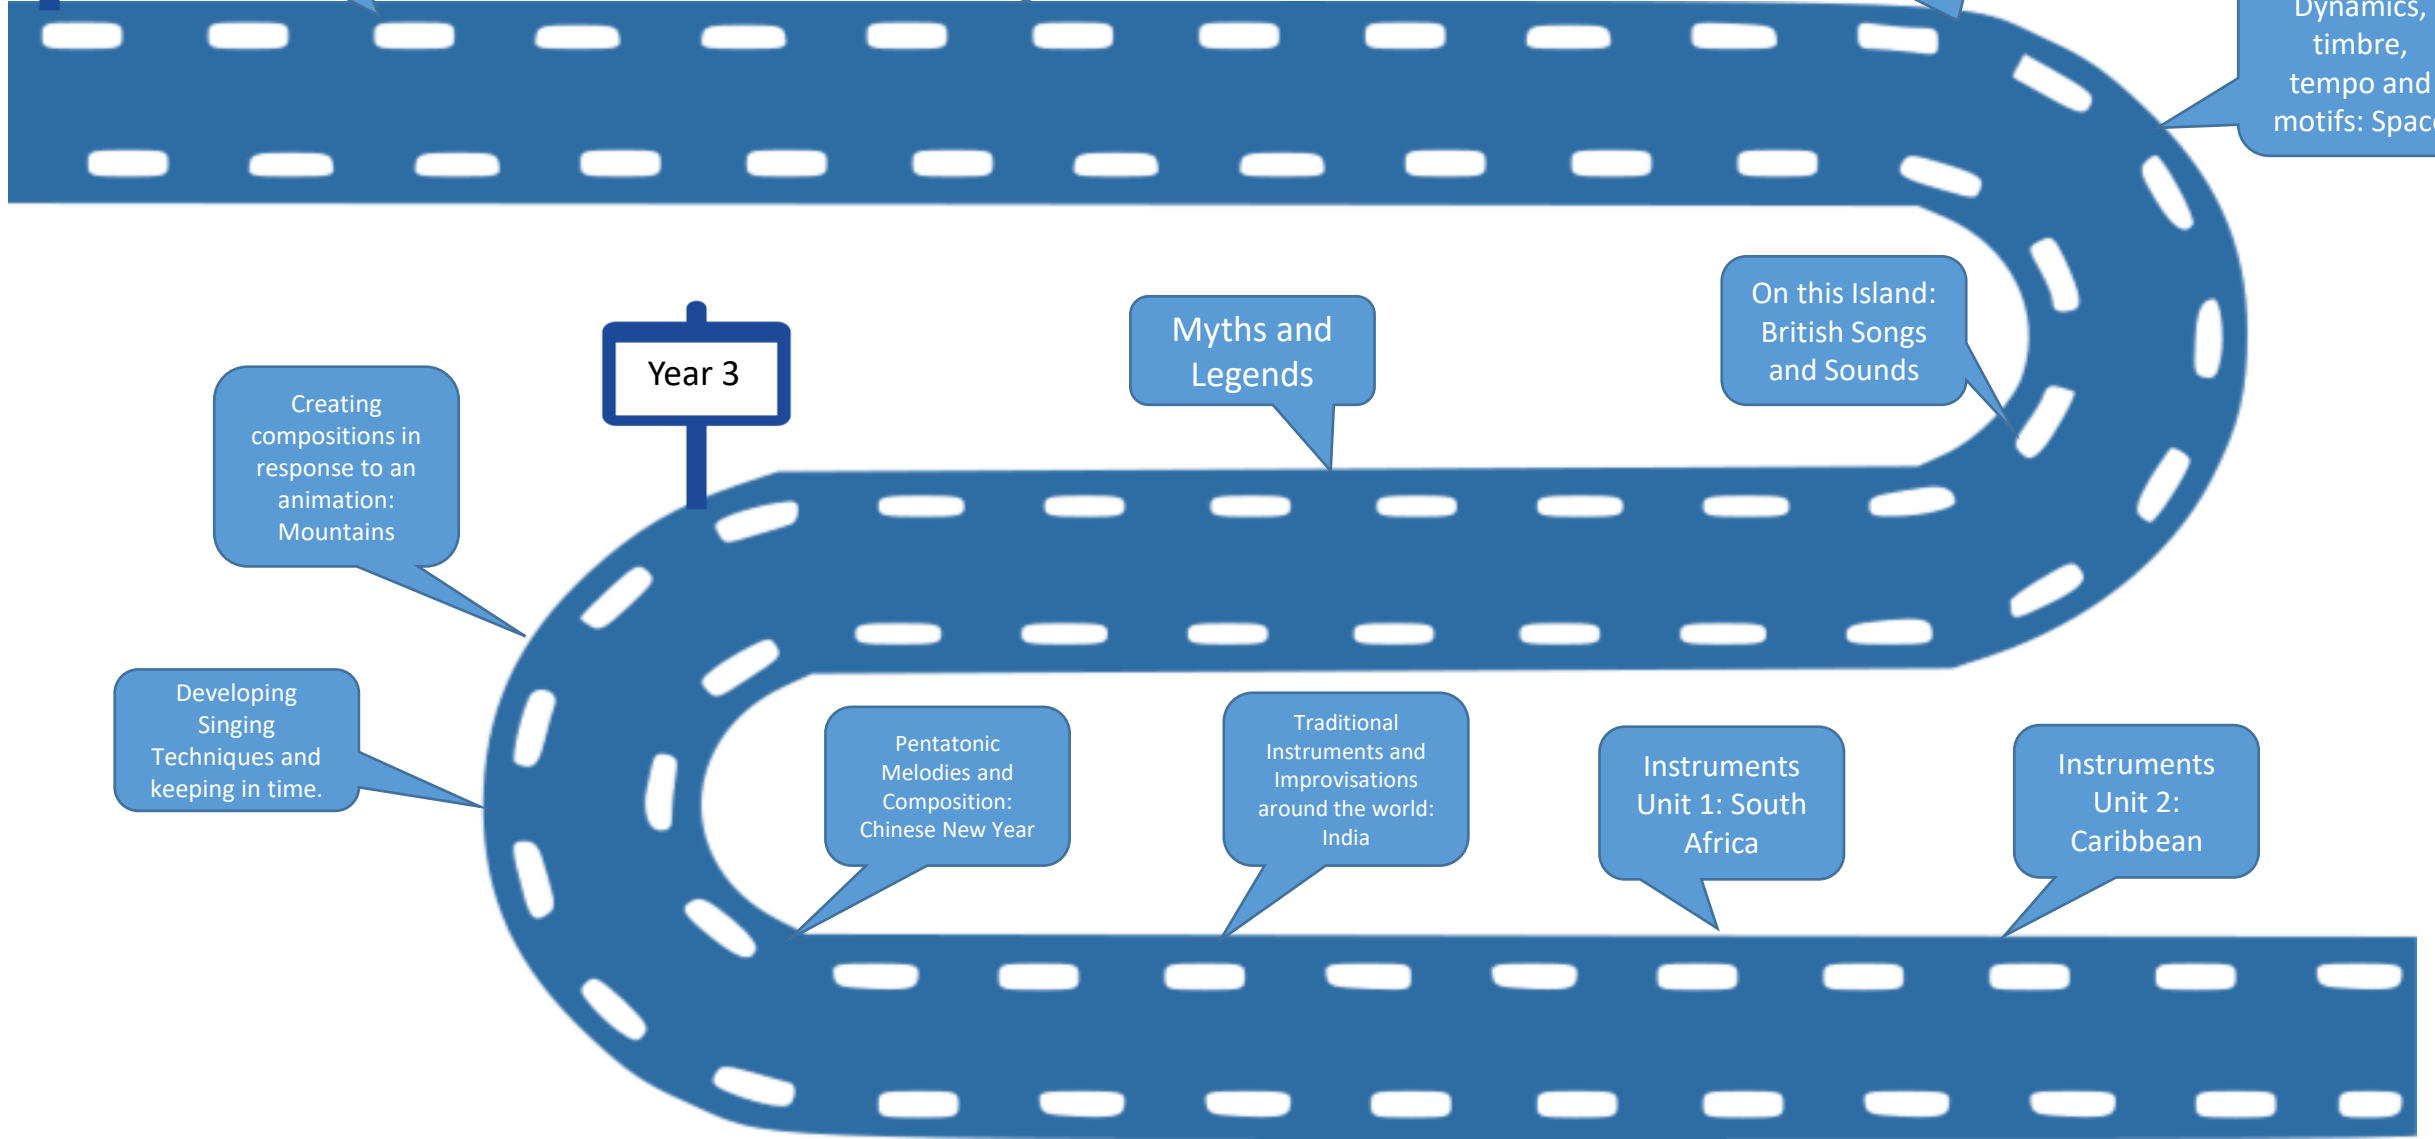 Dynamics,
timbre,
tempo and
motifs: Space
On this Island:
British Songs
and Sounds
Myths and
Legends
Year 3
Creating
compositions in
response to an
animation:
Mountains
Developing
Singing
Techniques and
keeping in time.
Pentatonic
Melodies and
Composition:
Chinese New Year
Traditional
Instruments and
Improvisations
around the world:
India
Instruments
Unit 1: South
Africa
Instruments
Unit 2:
Caribbean